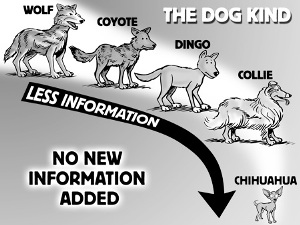 THE DOG KIND
WOLF
COYOTE
DINGO
COLLIE
LESS INFORMATION
NO NEW
INFORMATION
ADDED
CHIHUAHUA